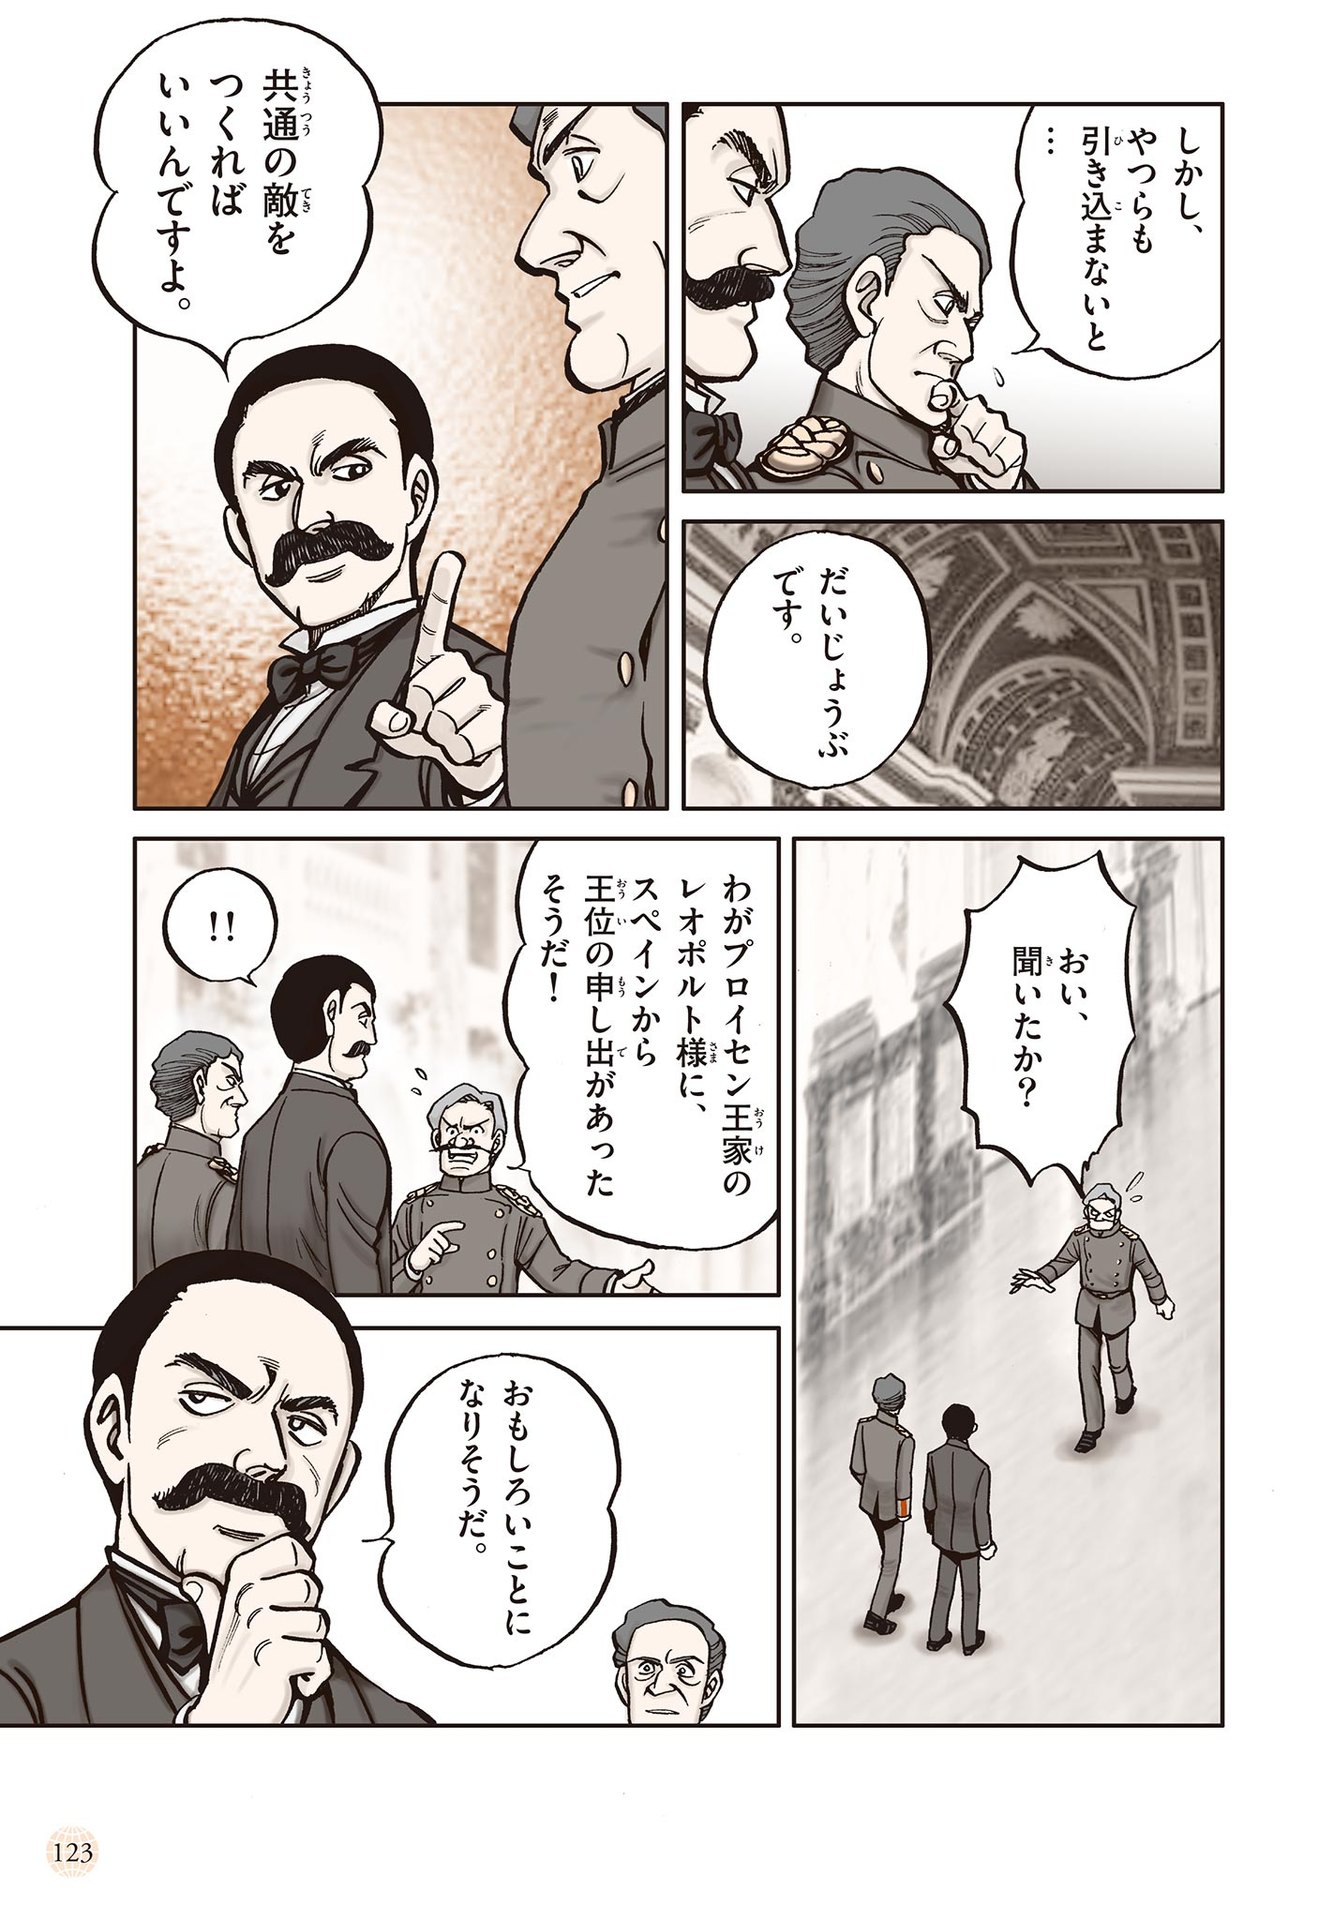 しかし、
やつらも
引き込まないと
…
だいじょうぶ
です。
共通の敵を
つくれば
いいんですよ。
おい、
聞いたか？
わがプロイセン王家の
レオポルト様に、
スペインから
王位の申し出があった
そうだ！
!!
おもしろいことに
なりそうだ。
123